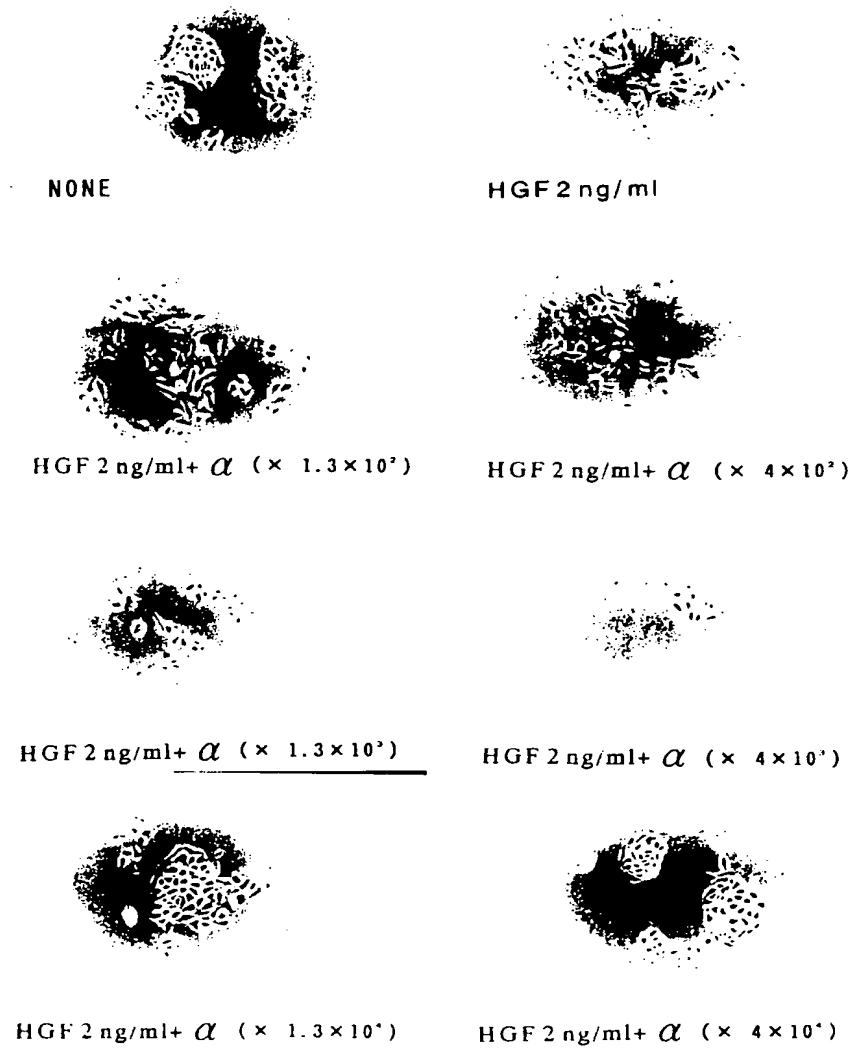 NONE
HGF 2 ng/ml
HGF 2 ng/ml+ α (× 1.3×10²)
HGF 2 ng/ml+ α (× 4×10²)
HGF 2 ng/ml+ α (× 1.3×10³)
HGF 2 ng/ml+ α (× 4×10³)
HGF 2 ng/ml+ α (× 1.3×10⁴)
HGF 2 ng/ml+ α (× 4×10⁴)